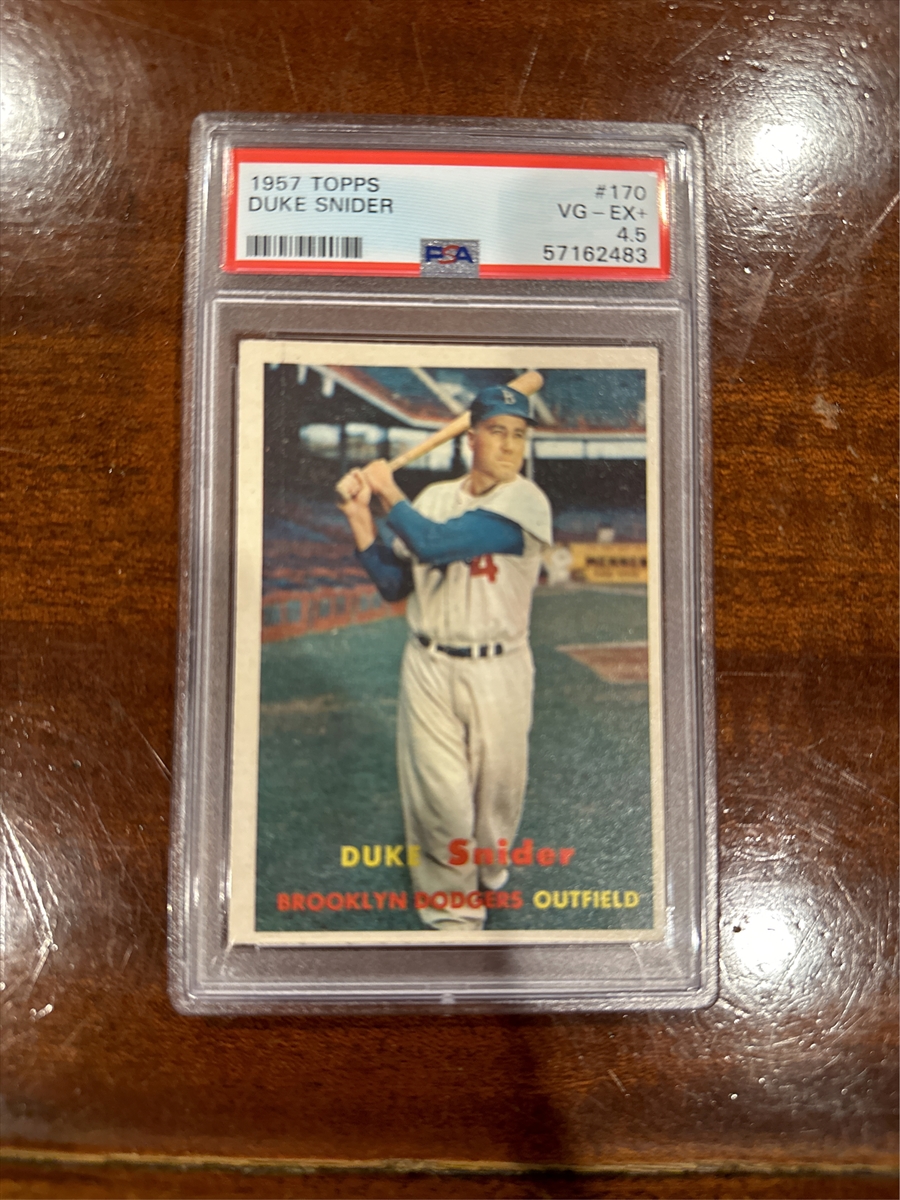 1957 TOPPS #170
DUKE SNIDER VG - EX+
4.5
PSA 57162483
B
4
DUKE Snider
BROOKLYN DODGERS OUTFIELD